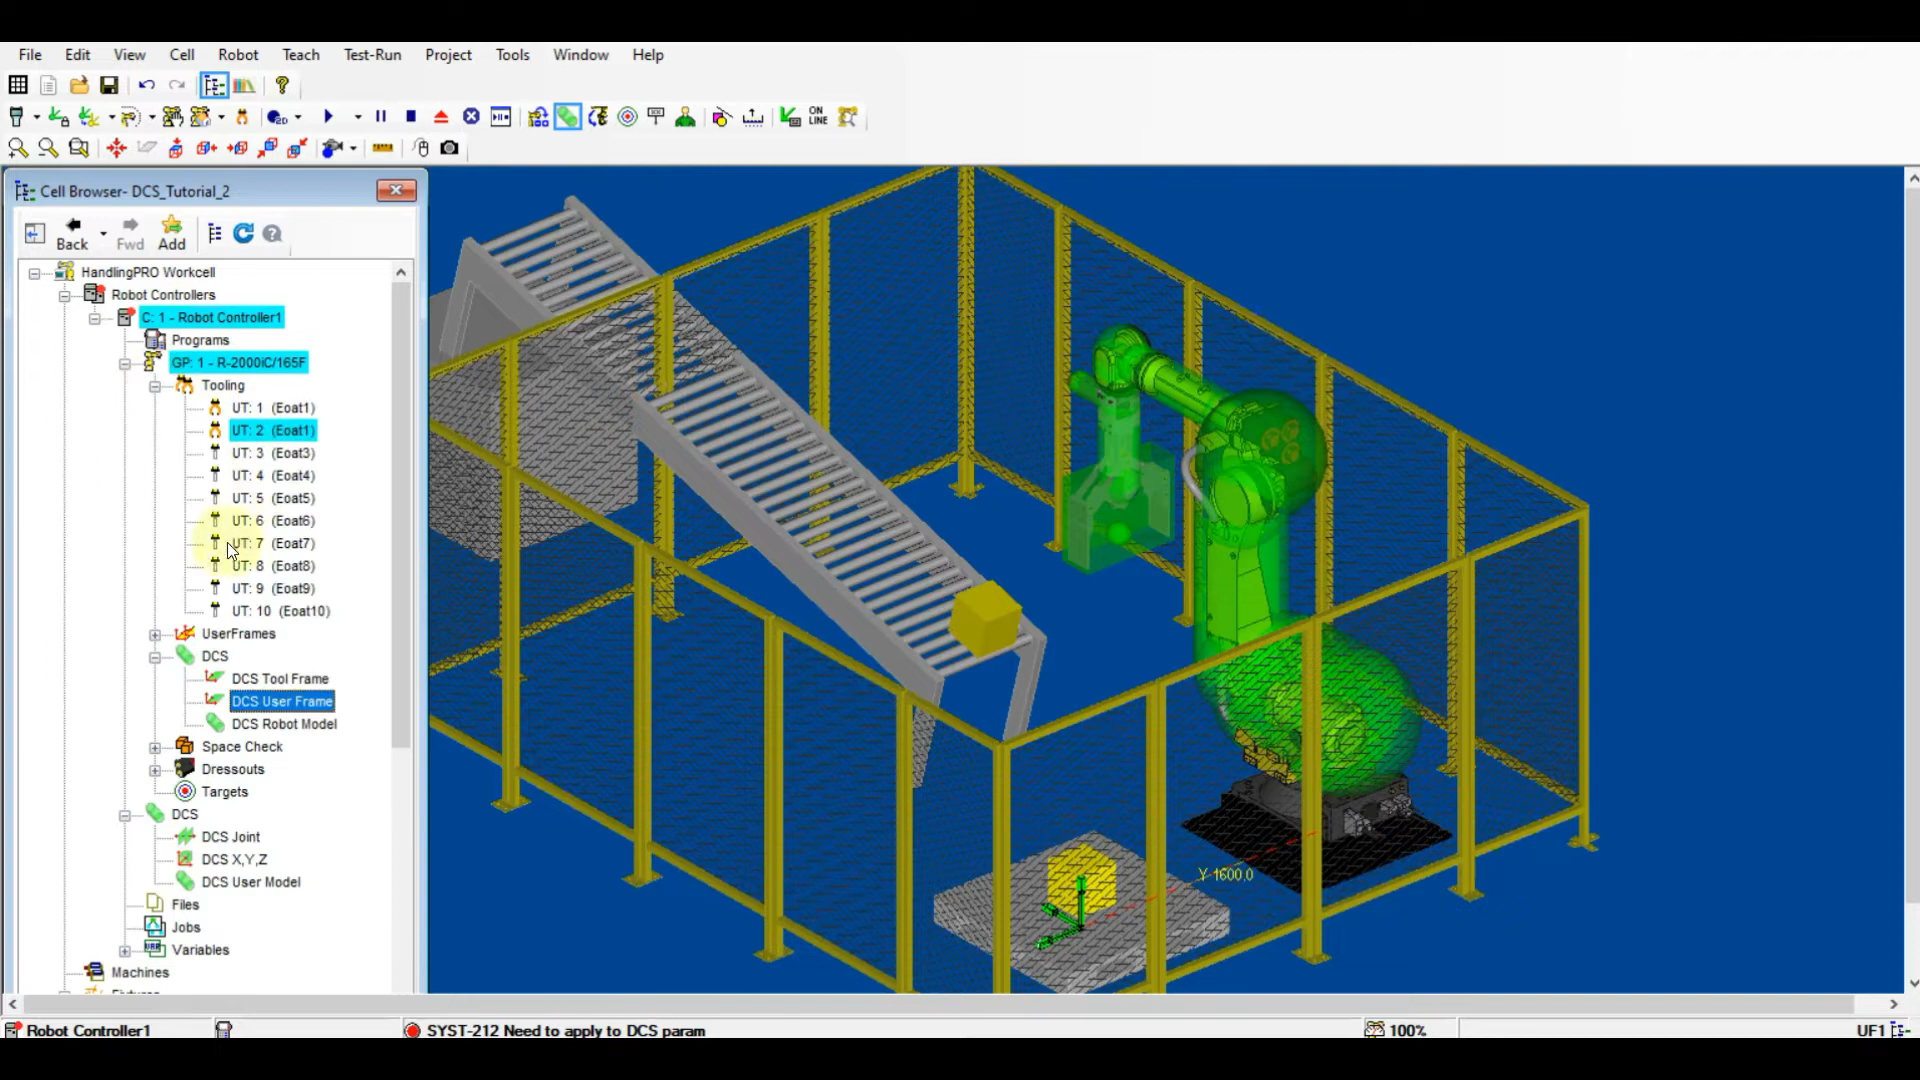 File Edit View Cell Robot Teach Test-Run Project Tools Window Help
2D
ON
LINE
Cell Browser- DCS_Tutorial_2
Back Fwd Add
HandlingPRO Workcell
Robot Controllers
C: 1 - Robot Controller1
Programs
GP: 1 - R-2000iC/165F
Tooling
UT: 1 (Eoat1)
UT: 2 (Eoat1)
UT: 3 (Eoat3)
UT: 4 (Eoat4)
UT: 5 (Eoat5)
UT: 6 (Eoat6)
UT: 7 (Eoat7)
UT: 8 (Eoat8)
UT: 9 (Eoat9)
UT: 10 (Eoat10)
UserFrames
DCS
DCS Tool Frame
DCS User Frame
DCS Robot Model
Space Check
Dressouts
Targets
DCS
DCS Joint
DCS X,Y,Z
DCS User Model
Files
Jobs
Variables
Machines
Y 1600.0
Robot Controller1
SYST-212 Need to apply to DCS param
100%
UF1